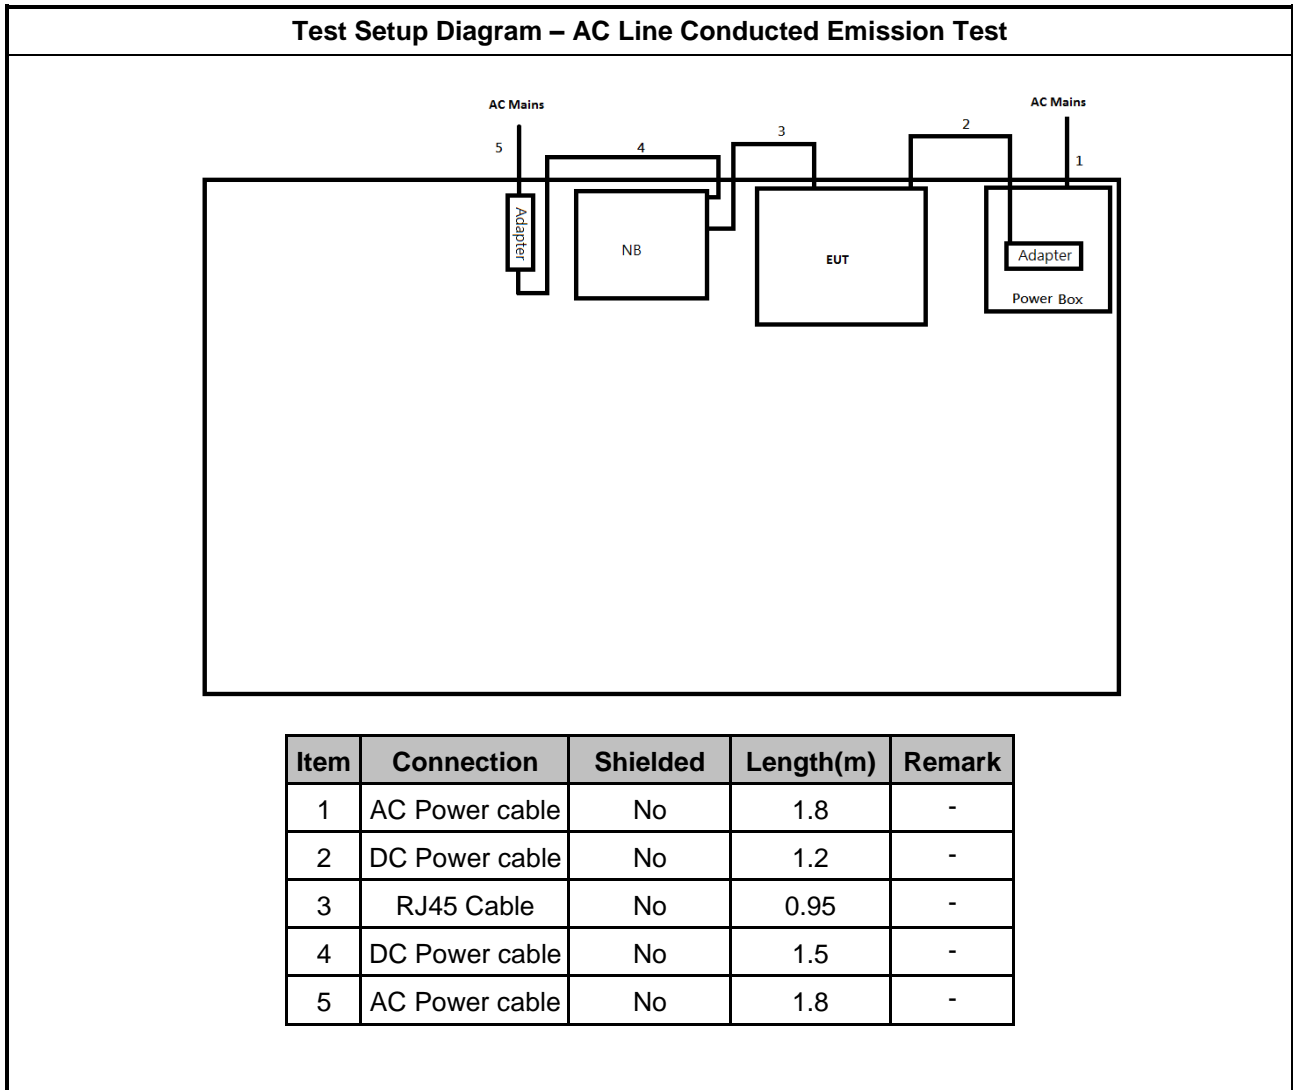 Test Setup Diagram – AC Line Conducted Emission Test
AC Mains
AC Mains
5
4
3
2
1
Adapter
NB
EUT
Adapter
Power Box
Item Connection Shielded Length(m) Remark
1 AC Power cable No 1.8 -
2 DC Power cable No 1.2 -
3 RJ45 Cable No 0.95 -
4 DC Power cable No 1.5 -
5 AC Power cable No 1.8 -